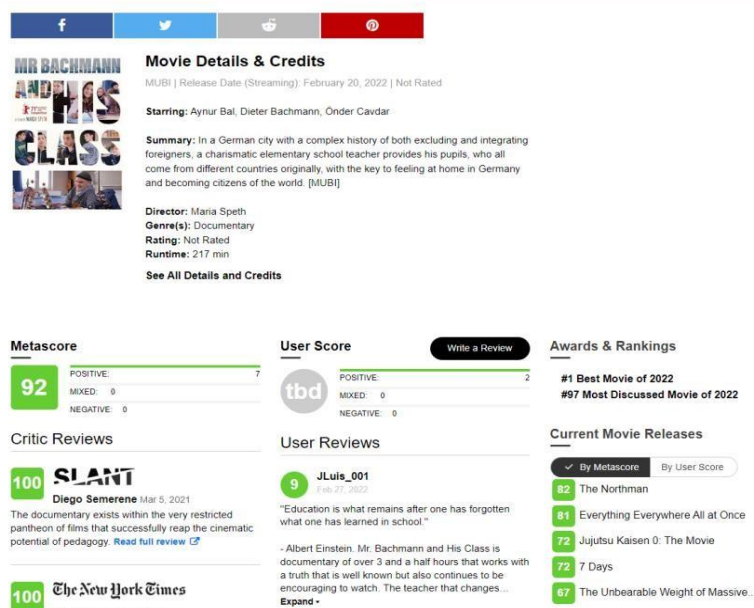 MR BACHMANN
AND HIS
CLASS
Movie Details & Credits
MUBI | Release Date (Streaming): February 20, 2022 | Not Rated
Starring: Aynur Bal, Dieter Bachmann, Önder Cavdar
Summary: In a German city with a complex history of both excluding and integrating
foreigners, a charismatic elementary school teacher provides his pupils, who all
come from different countries originally, with the key to feeling at home in Germany
and becoming citizens of the world. [MUBI]
Director: Maria Speth
Genre(s): Documentary
Rating: Not Rated
Runtime: 217 min
See All Details and Credits
Metascore
92
POSITIVE: 7
MIXED: 0
NEGATIVE: 0
Critic Reviews
100 SLANT
Diego Semerene Mar 5, 2021
The documentary exists within the very restricted
pantheon of films that successfully reap the cinematic
potential of pedagogy. Read full review
100 The New York Times
User Score
Write a Review
tbd
POSITIVE: 2
MIXED: 0
NEGATIVE: 0
User Reviews
9 JLuis_001
Feb 27, 2022
"Education is what remains after one has forgotten
what one has learned in school."
- Albert Einstein. Mr. Bachmann and His Class is
documentary of over 3 and a half hours that works with
a truth that is well known but also continues to be
encouraging to watch. The teacher that changes...
Expand
Awards & Rankings
#1 Best Movie of 2022
#97 Most Discussed Movie of 2022
Current Movie Releases
By Metascore By User Score
82 The Northman
81 Everything Everywhere All at Once
72 Jujutsu Kaisen 0: The Movie
72 7 Days
67 The Unbearable Weight of Massive...